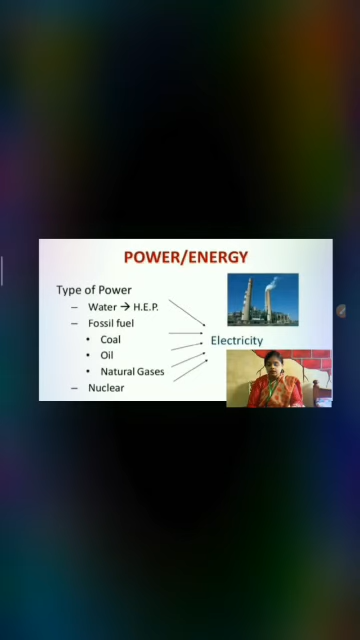 POWER/ENERGY
Type of Power
– Water → H.E.P.
– Fossil fuel
• Coal
• Oil
• Natural Gases
– Nuclear
Electricity